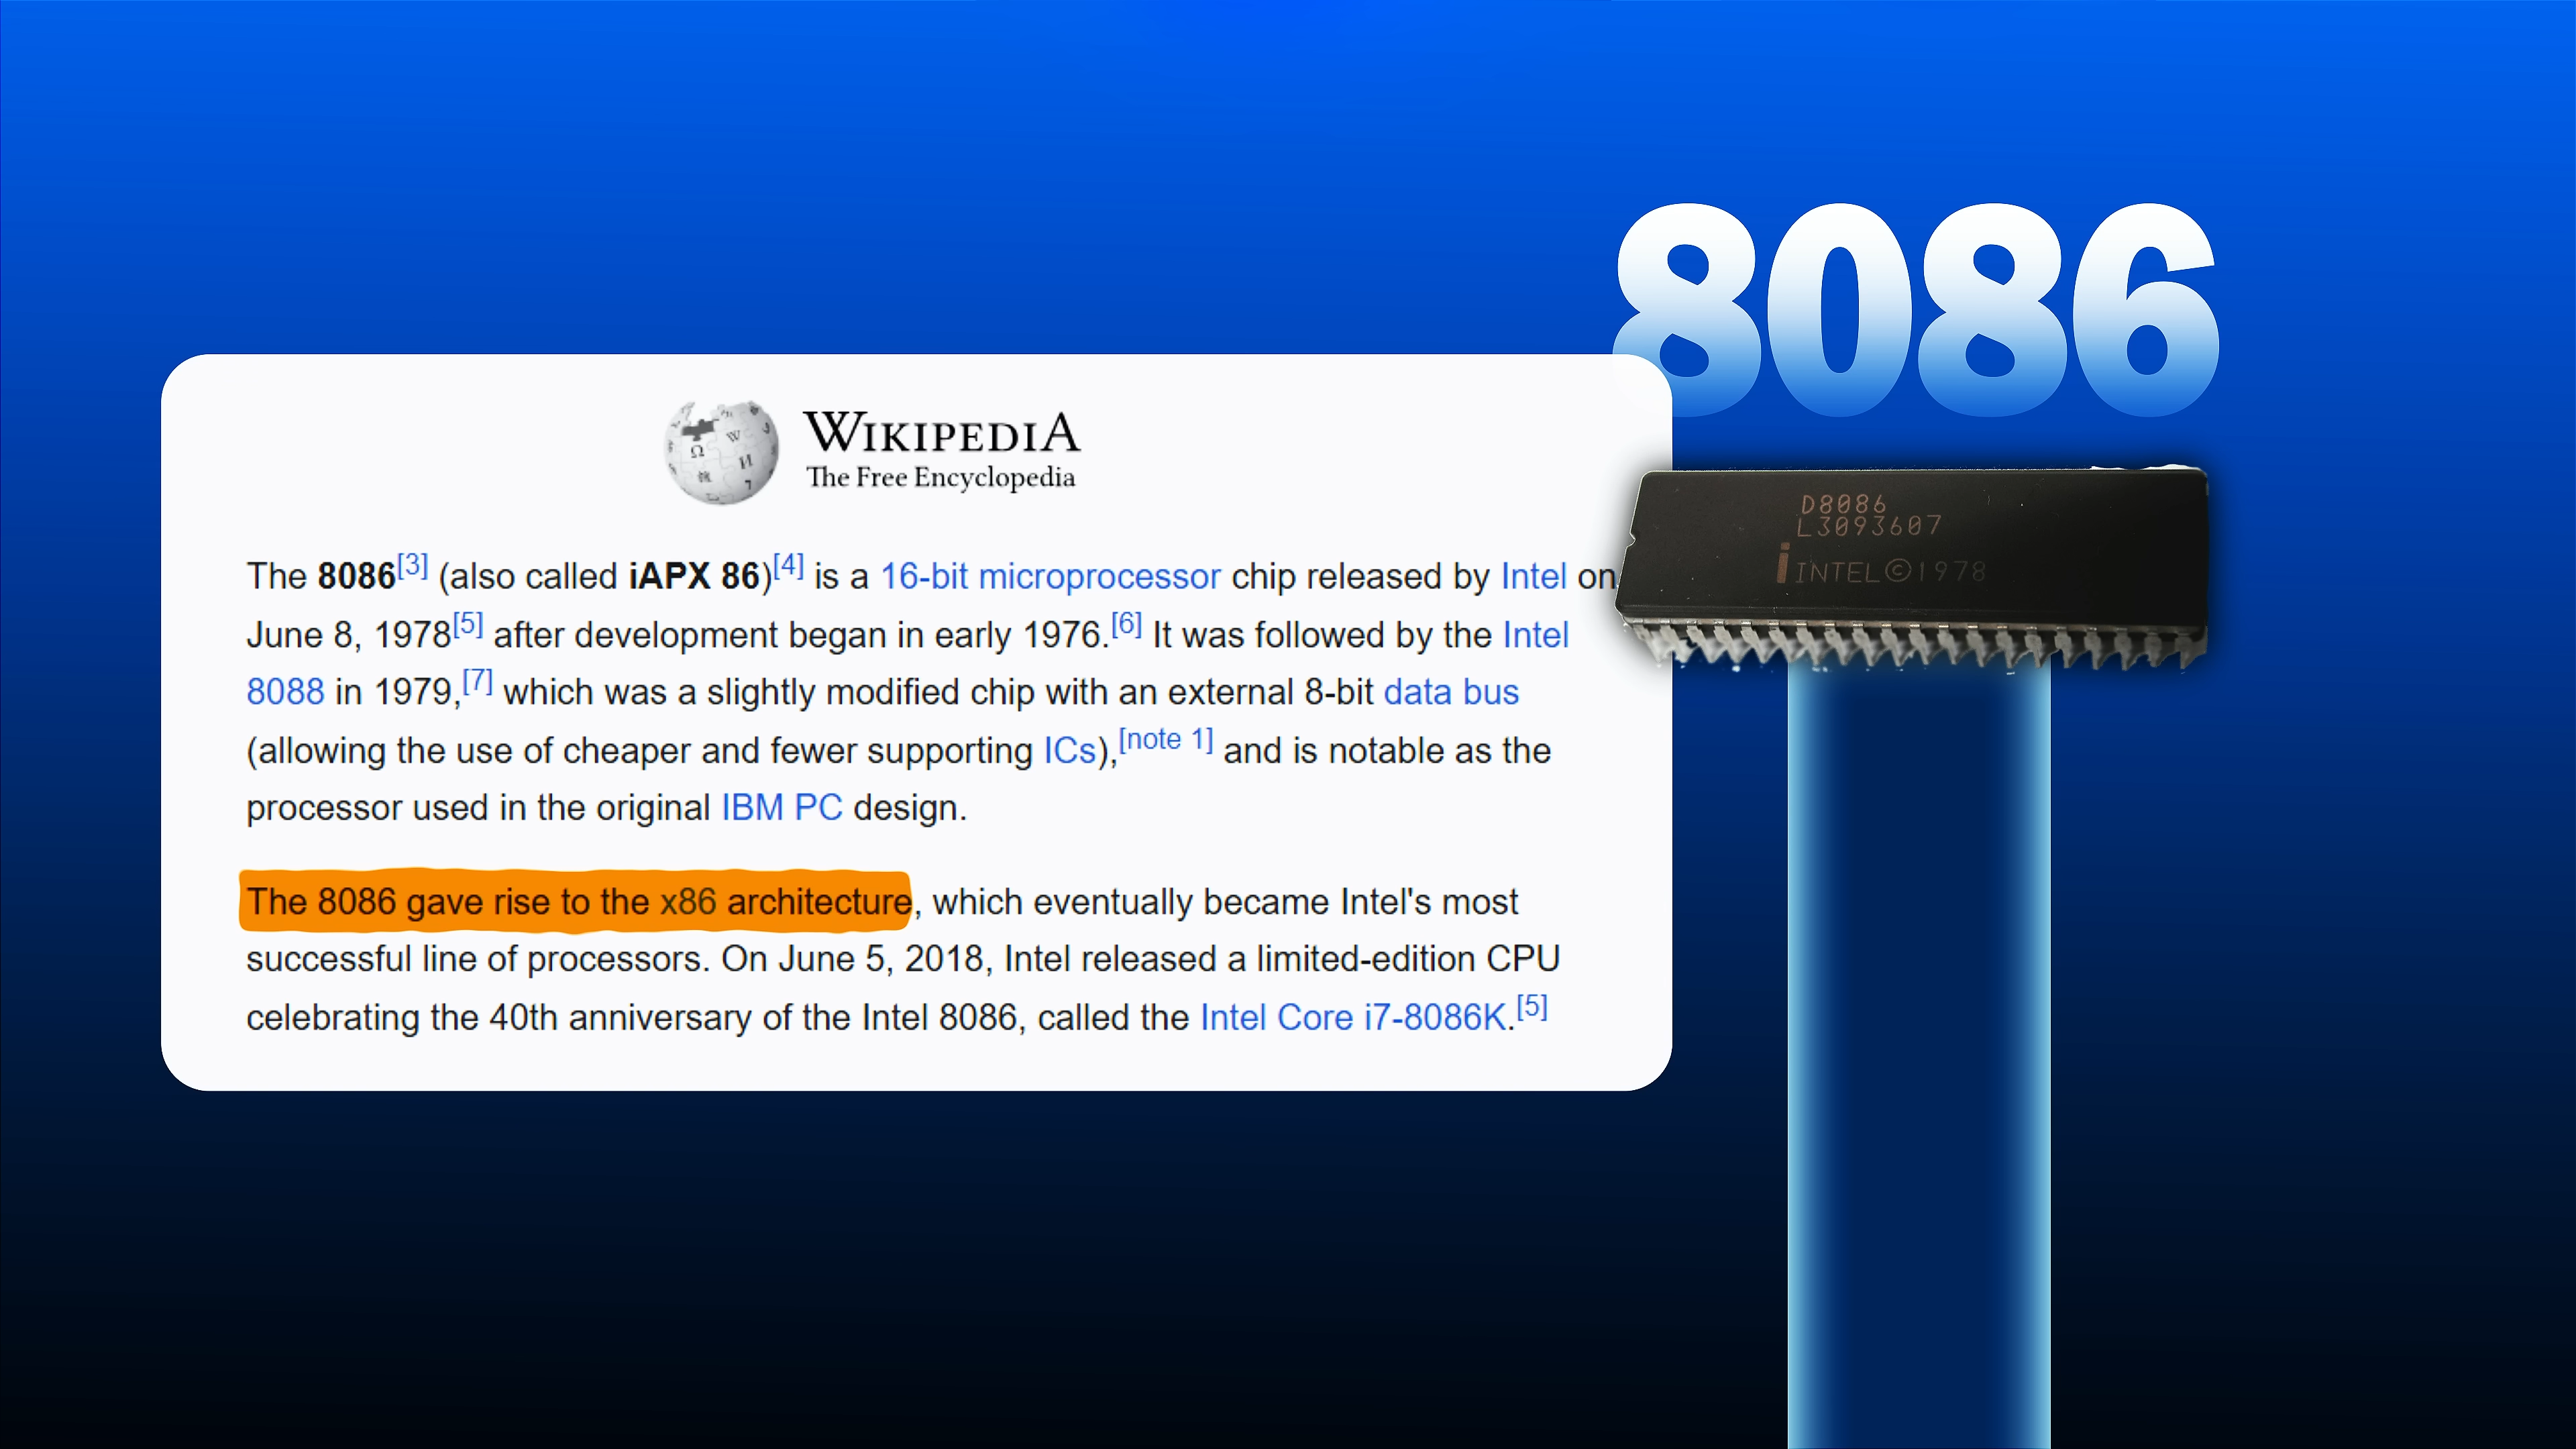 8086
WIKIPEDIA
The Free Encyclopedia
D8086
L3093607
i INTEL©1978
The 8086[3] (also called iAPX 86)[4] is a 16-bit microprocessor chip released by Intel on
June 8, 1978[5] after development began in early 1976.[6] It was followed by the Intel
8088 in 1979,[7] which was a slightly modified chip with an external 8-bit data bus
(allowing the use of cheaper and fewer supporting ICs),[note 1] and is notable as the
processor used in the original IBM PC design.
The 8086 gave rise to the x86 architecture, which eventually became Intel's most
successful line of processors. On June 5, 2018, Intel released a limited-edition CPU
celebrating the 40th anniversary of the Intel 8086, called the Intel Core i7-8086K.[5]